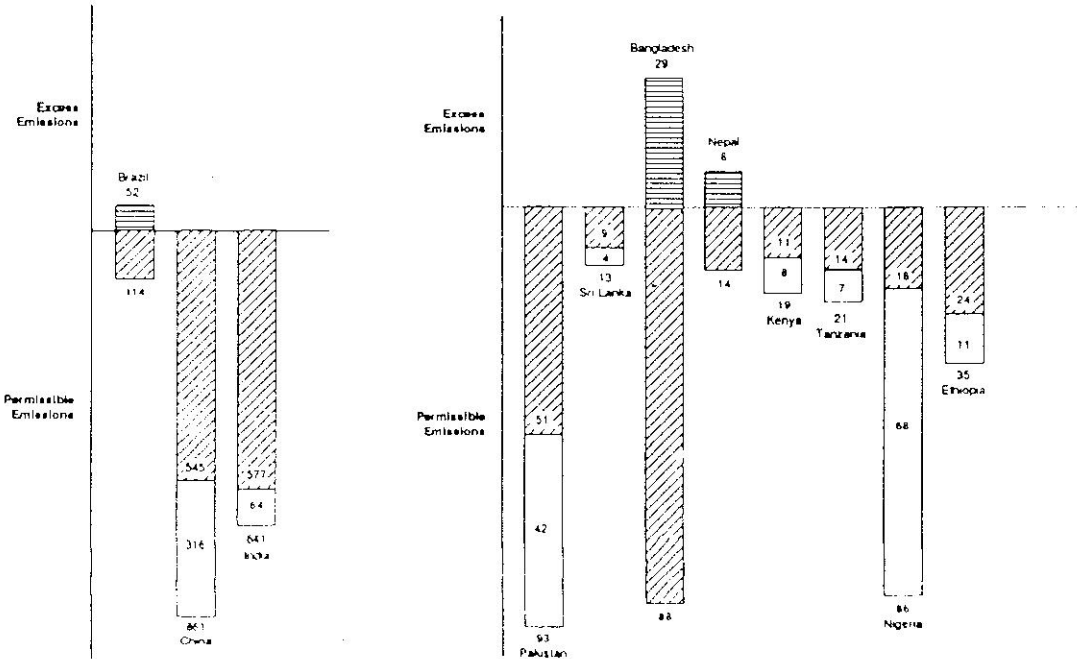 Excess
Emissions
Brazil
52
114
Permissible
Emissions
545
316
861
China
577
64
641
India
Excess
Emissions
Bangladesh
29
Nepal
6
9
4
13
Sri Lanka
14
11
8
19
Kenya
14
7
21
Tanzania
18
24
11
35
Ethiopia
Permissible
Emissions
51
42
93
Pakistan
88
68
86
Nigeria